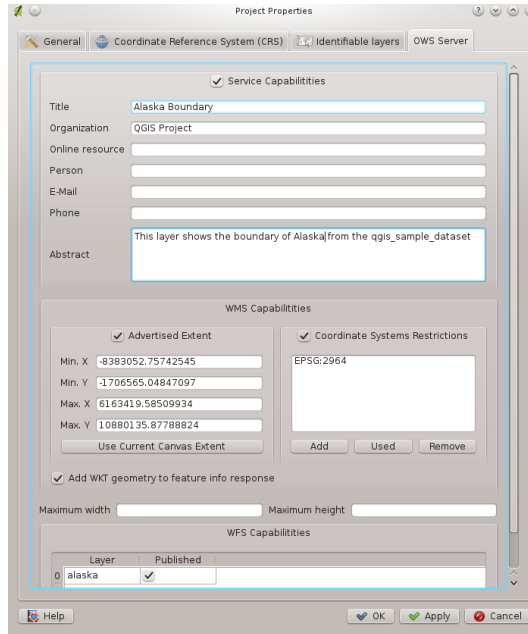 Project Properties
General
Coordinate Reference System (CRS)
Identifiable layers
OWS Server
Service Capabilitities
Title
Alaska Boundary
Organization
QGIS Project
Online resource
Person
E-Mail
Phone
Abstract
This layer shows the boundary of Alaska from the qgis_sample_dataset
WMS Capabilitities
Advertised Extent
Min. X -8383052.75742545
Min. Y -1706565.04847097
Max. X 6163419.58509934
Max. Y 10880135.87788824
Use Current Canvas Extent
Coordinate Systems Restrictions
EPSG:2964
Add Used Remove
Add WKT geometry to feature info response
Maximum width Maximum height
WFS Capabilitities
Layer Published
0 alaska
Help OK Apply Cancel